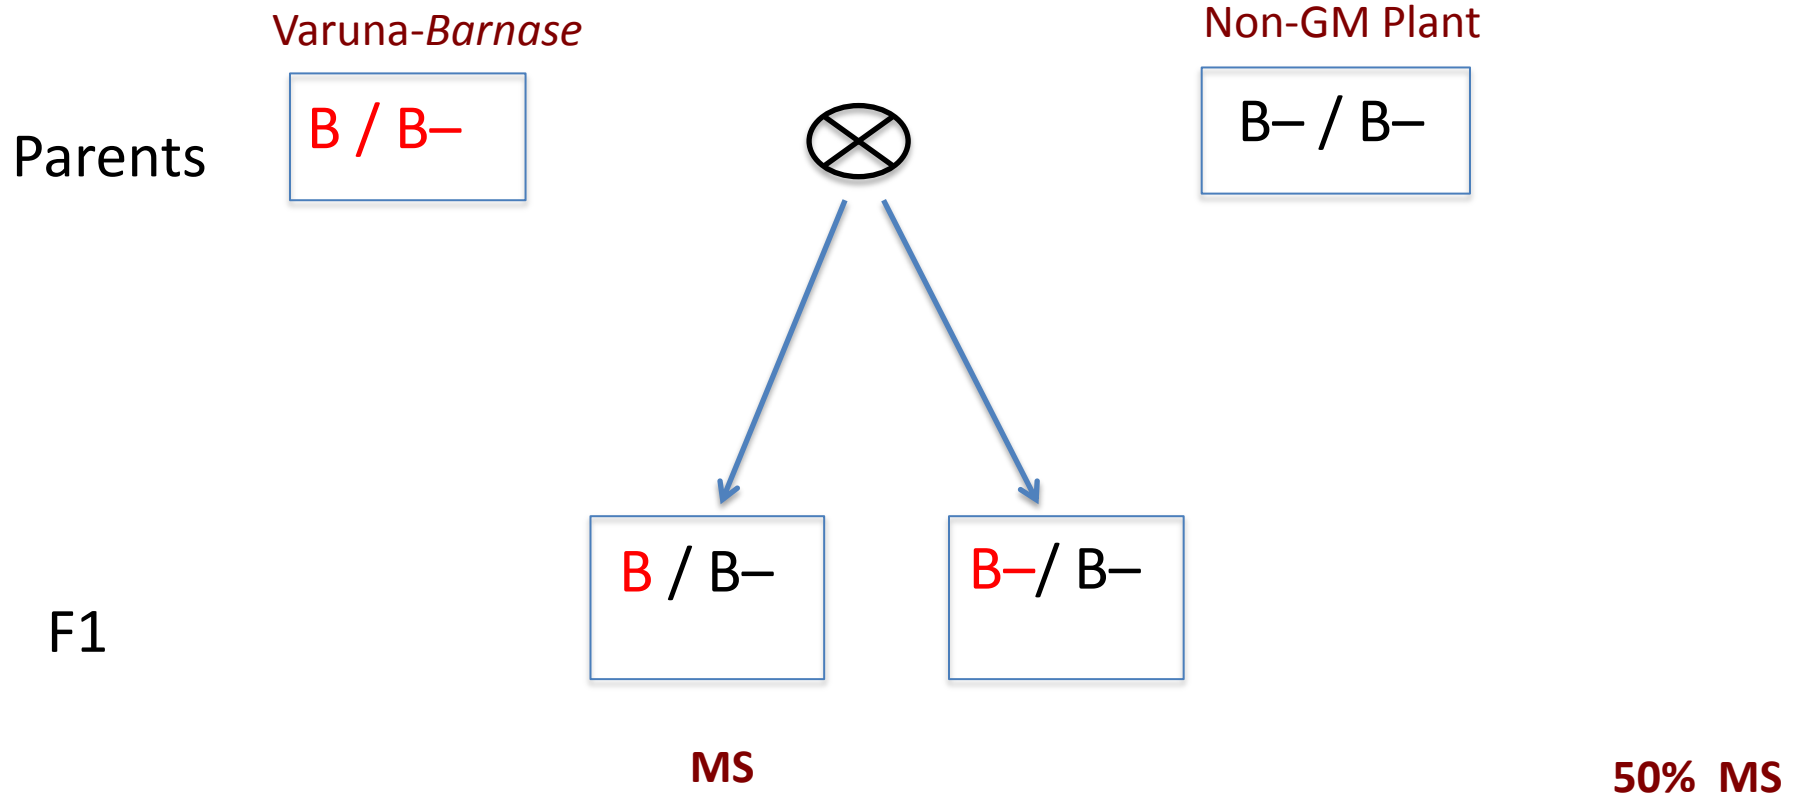 Varuna-Barnase
Non-GM Plant
Parents
B / B–
B– / B–
F1
B / B–
B–/ B–
MS
50% MS